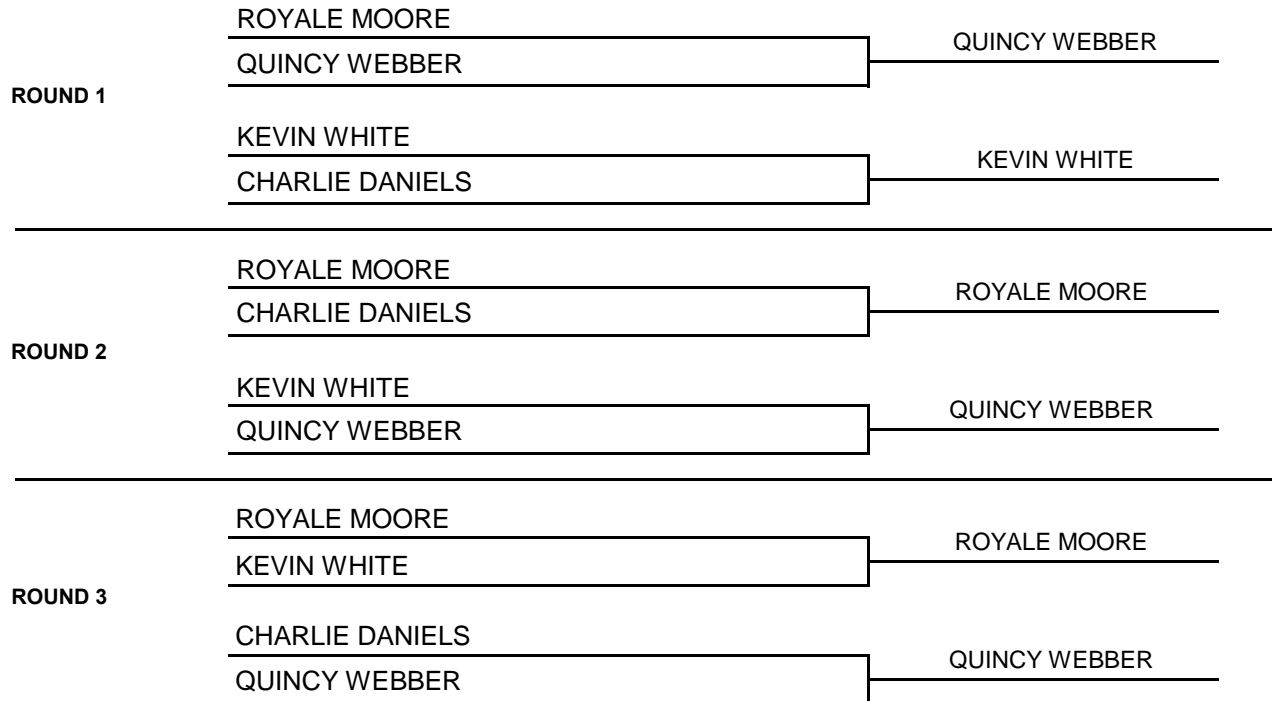 ROYALE MOORE
QUINCY WEBBER
QUINCY WEBBER
ROUND 1
KEVIN WHITE
KEVIN WHITE
CHARLIE DANIELS
ROYALE MOORE
ROYALE MOORE
CHARLIE DANIELS
ROUND 2
KEVIN WHITE
QUINCY WEBBER
QUINCY WEBBER
ROYALE MOORE
ROYALE MOORE
KEVIN WHITE
ROUND 3
CHARLIE DANIELS
QUINCY WEBBER
QUINCY WEBBER